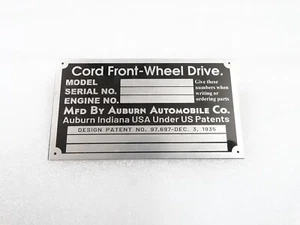 Cord Front-Wheel Drive.
MODEL
SERIAL NO.
ENGINE NO.
Give these
numbers when
writing or
ordering parts
MFD BY AUBURN AUTOMOBILE CO.
Auburn Indiana USA Under US Patents
DESIGN PATENT NO. 97,697-DEC. 3, 1935